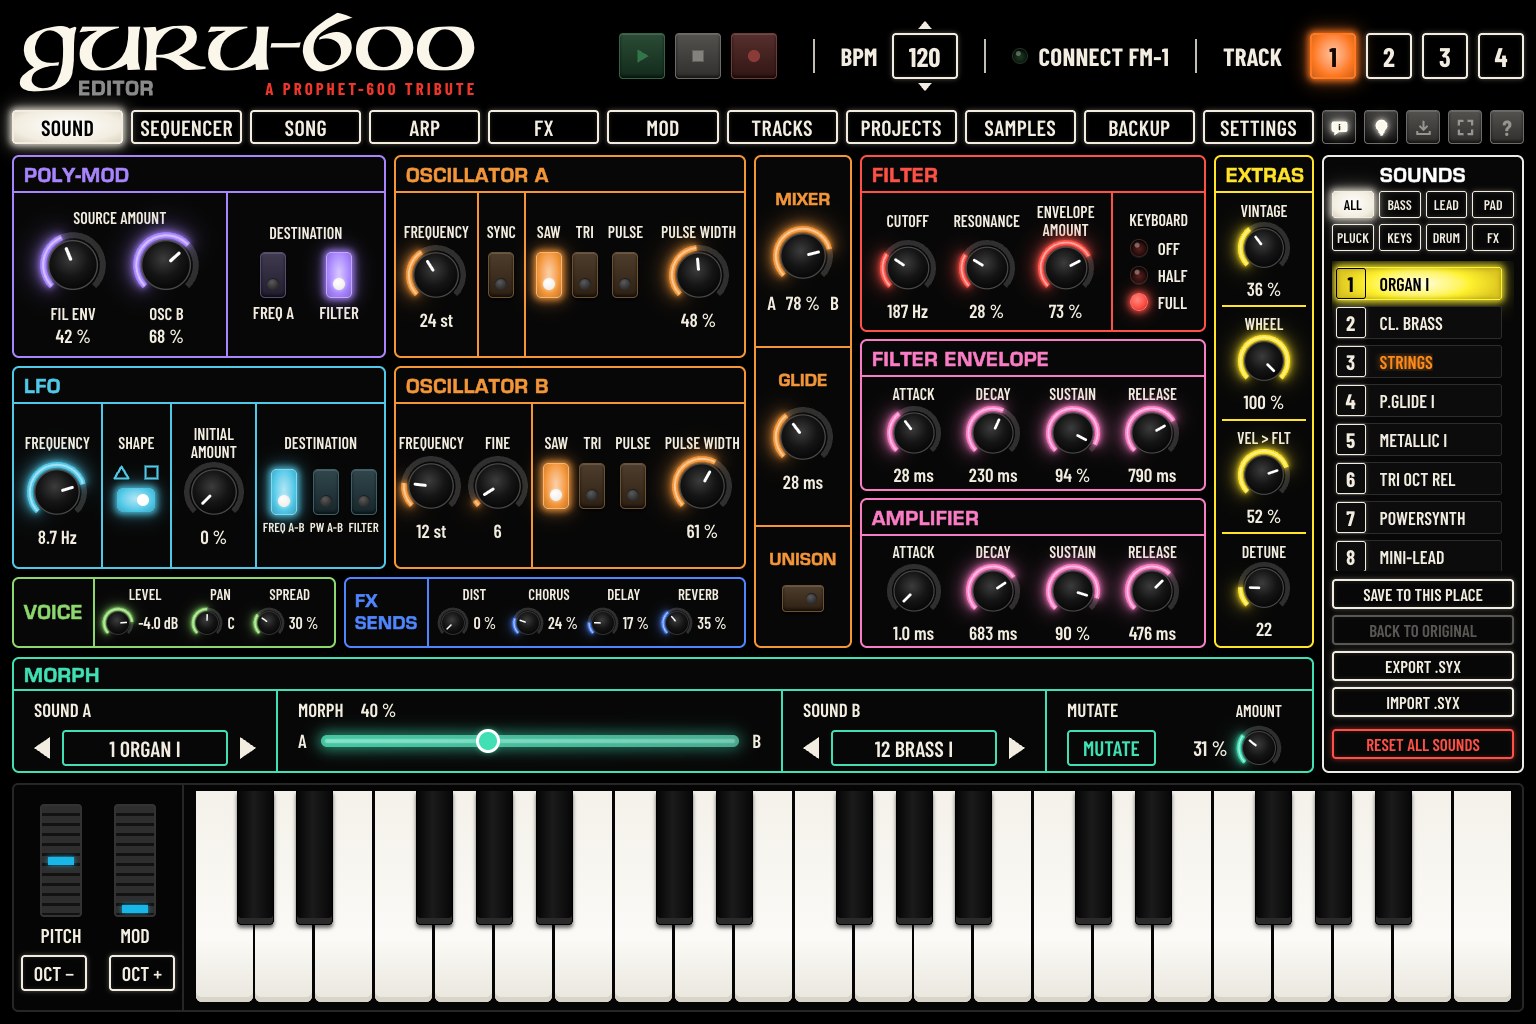 guru-600
EDITOR
A PROPHET-600 TRIBUTE
BPM
120
CONNECT FM-1
TRACK
1
2
3
4
SOUND
SEQUENCER
SONG
ARP
FX
MOD
TRACKS
PROJECTS
SAMPLES
BACKUP
SETTINGS
?
POLY-MOD
SOURCE AMOUNT
FIL ENV
42 %
OSC B
68 %
DESTINATION
FREQ A
FILTER
OSCILLATOR A
FREQUENCY
24 st
SYNC
SAW
TRI
PULSE
PULSE WIDTH
48 %
MIXER
A 78 % B
GLIDE
28 ms
UNISON
FILTER
CUTOFF
187 Hz
RESONANCE
28 %
ENVELOPE
AMOUNT
73 %
KEYBOARD
OFF
HALF
FULL
EXTRAS
VINTAGE
36 %
WHEEL
100 %
VEL > FLT
52 %
DETUNE
22
LFO
FREQUENCY
8.7 Hz
SHAPE
INITIAL
AMOUNT
0 %
DESTINATION
FREQ A-B
PW A-B
FILTER
OSCILLATOR B
FREQUENCY
12 st
FINE
6
SAW
TRI
PULSE
PULSE WIDTH
61 %
FILTER ENVELOPE
ATTACK
28 ms
DECAY
230 ms
SUSTAIN
94 %
RELEASE
790 ms
AMPLIFIER
ATTACK
1.0 ms
DECAY
683 ms
SUSTAIN
90 %
RELEASE
476 ms
VOICE
LEVEL
-4.0 dB
PAN
C
SPREAD
30 %
FX
SENDS
DIST
0 %
CHORUS
24 %
DELAY
17 %
REVERB
35 %
SOUNDS
ALL
BASS
LEAD
PAD
PLUCK
KEYS
DRUM
FX
1 ORGAN I
2 CL. BRASS
3 STRINGS
4 P.GLIDE I
5 METALLIC I
6 TRI OCT REL
7 POWERSYNTH
8 MINI-LEAD
SAVE TO THIS PLACE
BACK TO ORIGINAL
EXPORT .SYX
IMPORT .SYX
RESET ALL SOUNDS
MORPH
SOUND A
1 ORGAN I
MORPH 40 %
A
B
SOUND B
12 BRASS I
MUTATE
MUTATE
AMOUNT
31 %
PITCH
MOD
OCT −
OCT +